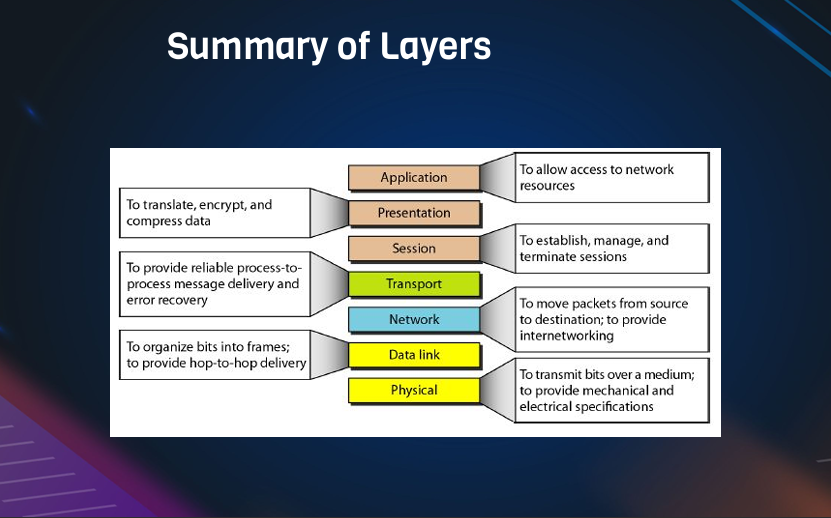 Summary of Layers
Application
To allow access to network
resources
To translate, encrypt, and
compress data
Presentation
Session
To establish, manage, and
terminate sessions
To provide reliable process-to-
process message delivery and
error recovery
Transport
Network
To move packets from source
to destination; to provide
internetworking
To organize bits into frames;
to provide hop-to-hop delivery
Data link
Physical
To transmit bits over a medium;
to provide mechanical and
electrical specifications